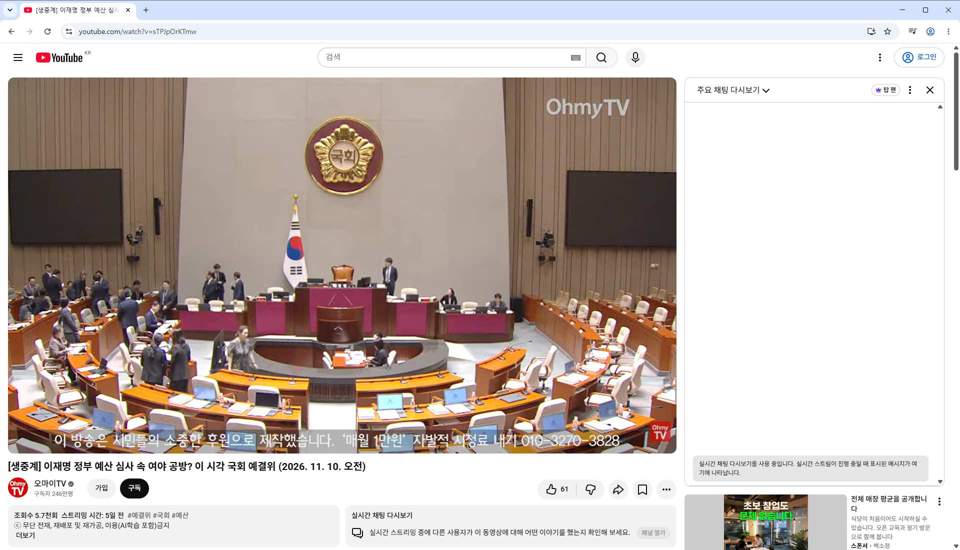 [생중계] 이재명 정부 예산 심사
youtube.com/watch?v=sTPJpOrKTmw
YouTube KR
검색
로그인
OhmyTV
국회
이 방송은 시민들의 소중한 후원으로 제작했습니다. '매월 1만원' 자발적 시청료 내기 010-3270-3828
오마이 TV
주요 채팅 다시보기
탑 팬
실시간 채팅 다시보기를 사용 중입니다. 실시간 스트림이 진행 중일 때 표시된 메시지가 여
기에 나타납니다.
[생중계] 이재명 정부 예산 심사 속 여야 공방? 이 시각 국회 예결위 (2026. 11. 10. 오전)
오마이TV
구독자 246만명
가입
구독
61
조회수 5.7천회 스트리밍 시간: 5일 전 #예결위 #국회 #예산
ⓒ 무단 전재, 재배포 및 재가공, 이용(AI학습 포함)금지
더보기
실시간 채팅 다시보기
실시간 스트리밍 중에 다른 사용자가 이 동영상에 대해 어떤 이야기를 했는지 확인해 보세요.
패널 열기
초보 창업도
전체 매장 평균을 공개합니
다
식당이 처음이어도 시작하실 수
있습니다. 오픈 교육과 평가 방문
으로 함께 봅니다
스폰서 · 백소정